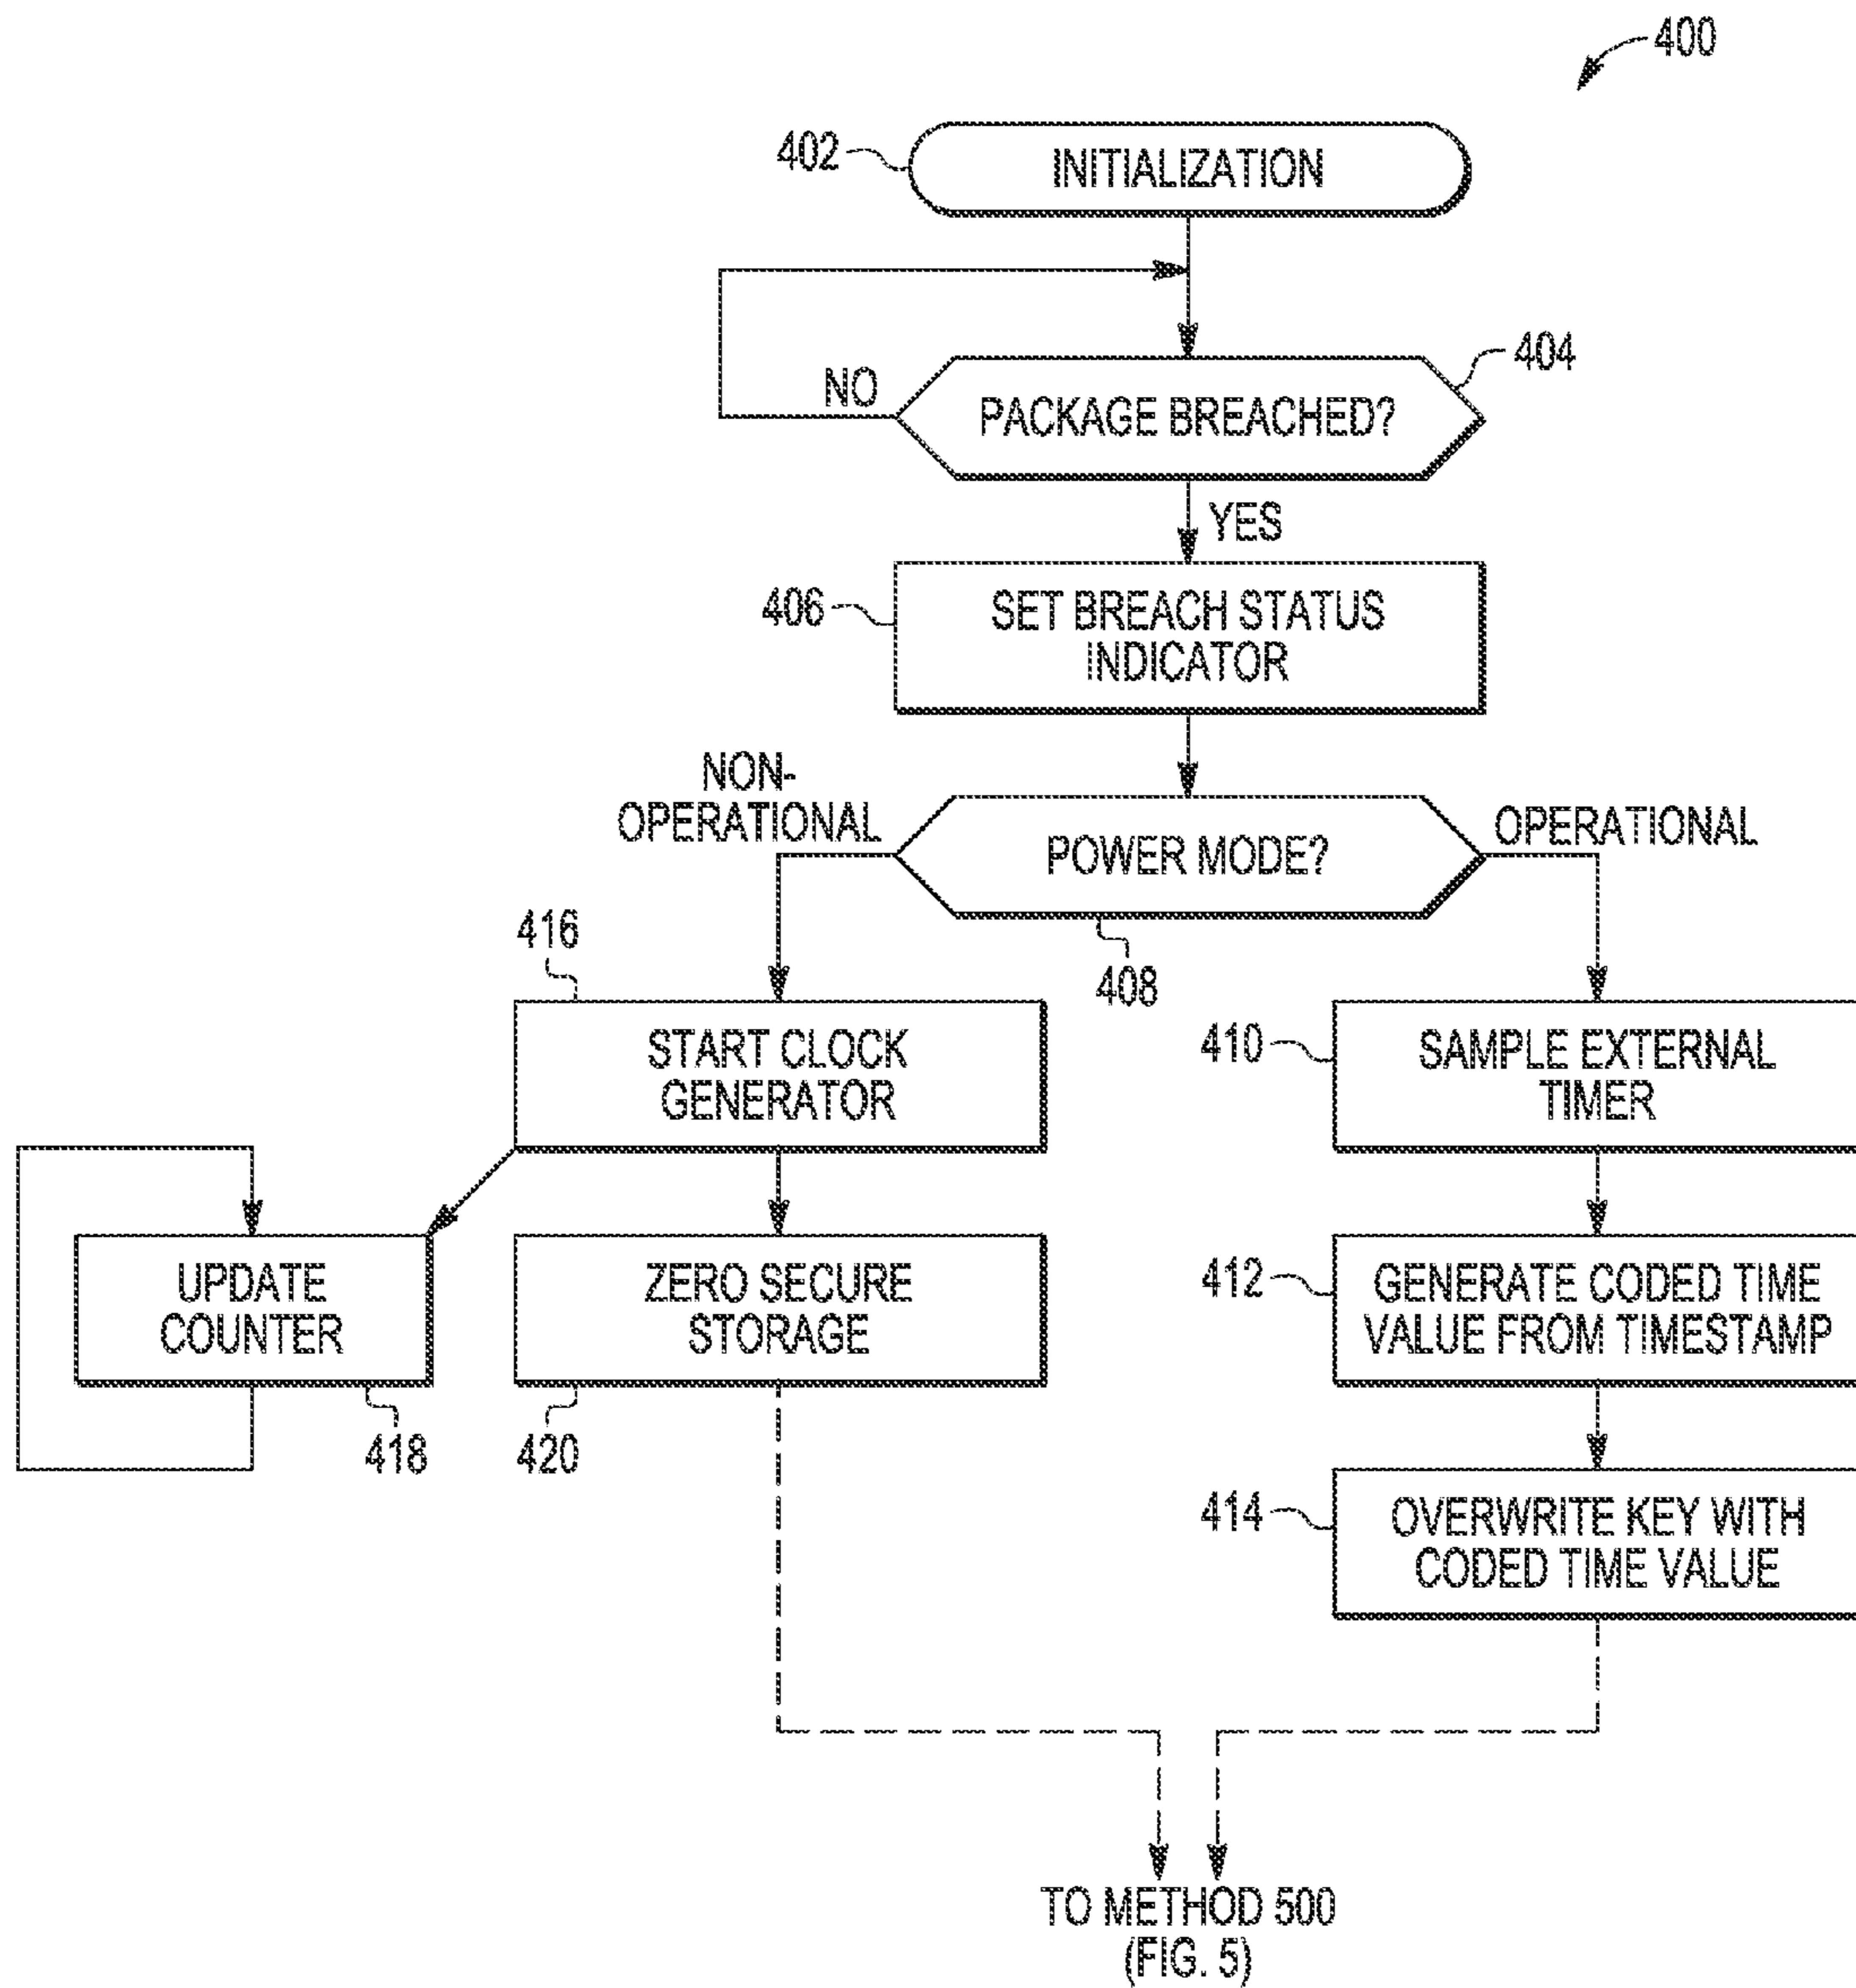 400
402
INITIALIZATION
404
NO
PACKAGE BREACHED?
YES
406
SET BREACH STATUS
INDICATOR
NON-
OPERATIONAL
OPERATIONAL
POWER MODE?
416
408
START CLOCK
GENERATOR
410
SAMPLE EXTERNAL
TIMER
UPDATE
COUNTER
ZERO SECURE
STORAGE
412
GENERATE CODED TIME
VALUE FROM TIMESTAMP
418
420
414
OVERWRITE KEY WITH
CODED TIME VALUE
TO METHOD 500
(FIG. 5)